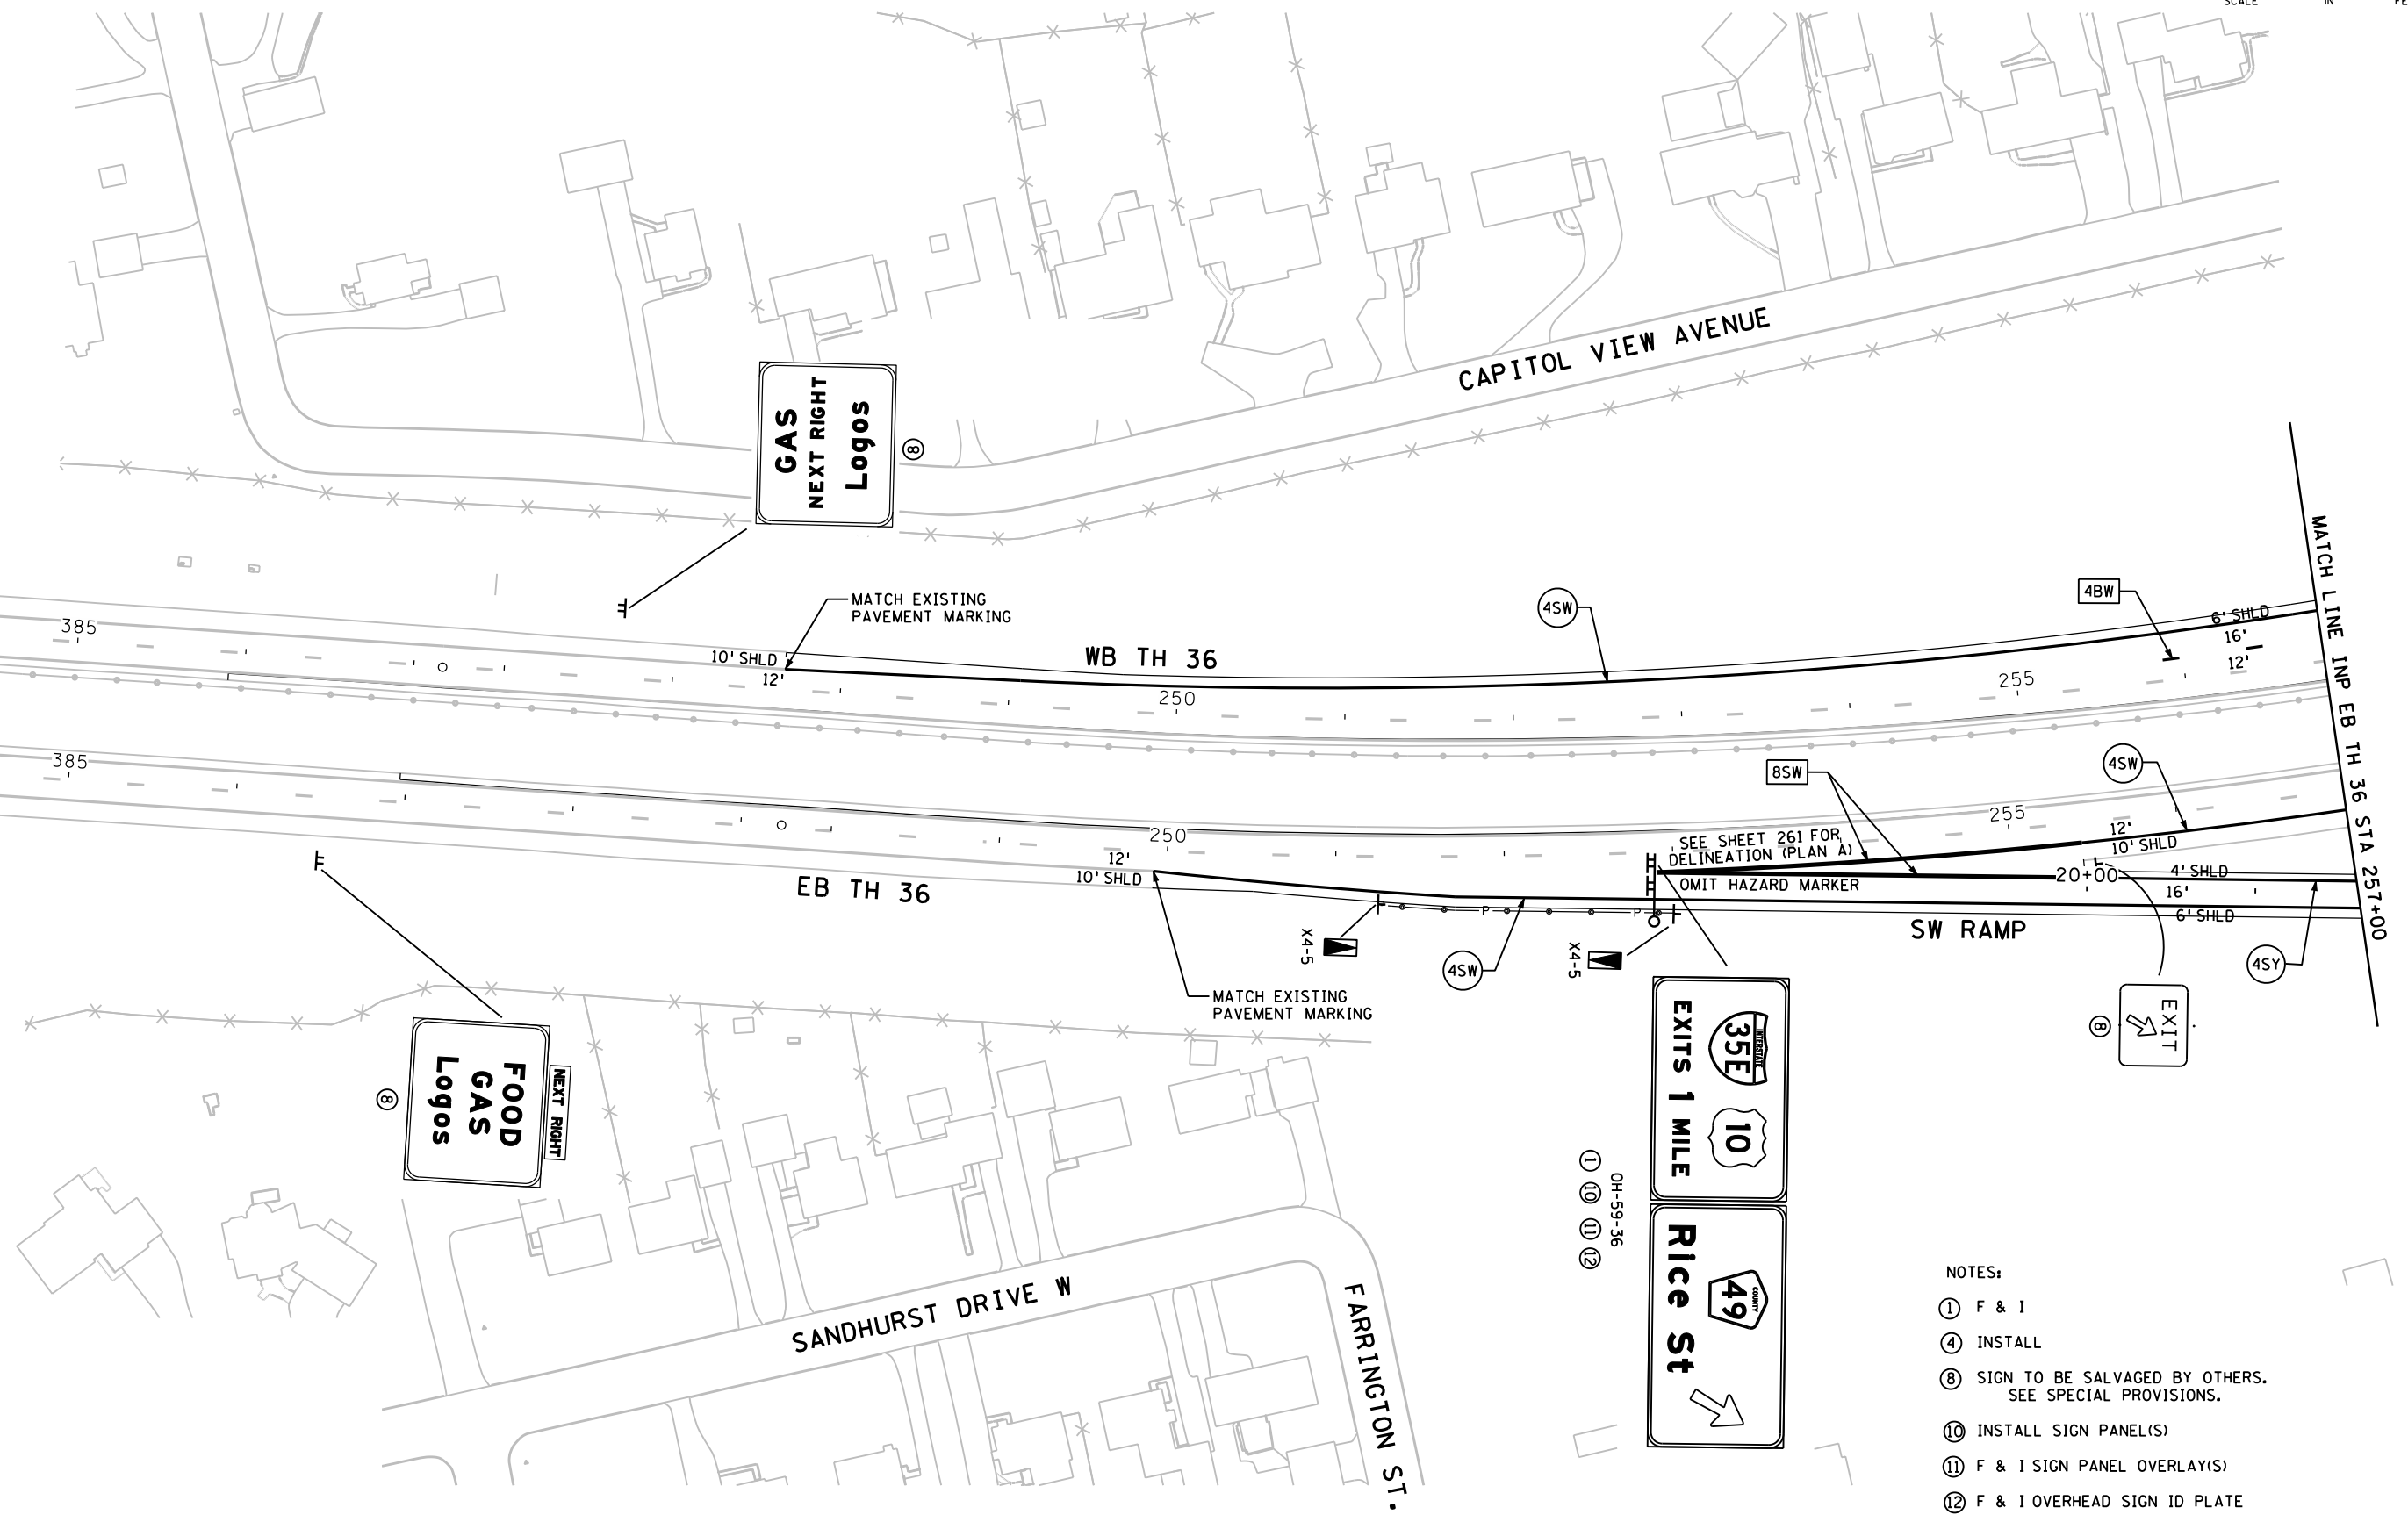 SCALE IN
CAPITOL VIEW AVENUE
GAS
NEXT RIGHT
Logos
8
MATCH EXISTING
PAVEMENT MARKING
4SW
4BW
6' SHLD
16'
12'
MATCH LINE INP EB TH 36 STA 257+00
385
10' SHLD
12'
WB TH 36
250
255
385
250
255
8SW
4SW
12'
10' SHLD
SEE SHEET 261 FOR
DELINEATION (PLAN A)
OMIT HAZARD MARKER
20+00
4' SHLD
16'
6' SHLD
12'
10' SHLD
EB TH 36
P
P
SW RAMP
X4-5
X4-5
4SW
4SY
MATCH EXISTING
PAVEMENT MARKING
EXIT
8
NEXT RIGHT
FOOD
GAS
Logos
8
INTERSTATE
35E
10
EXITS 1 MILE
COUNTY
49
Rice St
OH-59-36
1 10 11 12
SANDHURST DRIVE W
FARRINGTON ST.
NOTES:
1 F & I
4 INSTALL
8 SIGN TO BE SALVAGED BY OTHERS.
SEE SPECIAL PROVISIONS.
10 INSTALL SIGN PANEL(S)
11 F & I SIGN PANEL OVERLAY(S)
12 F & I OVERHEAD SIGN ID PLATE